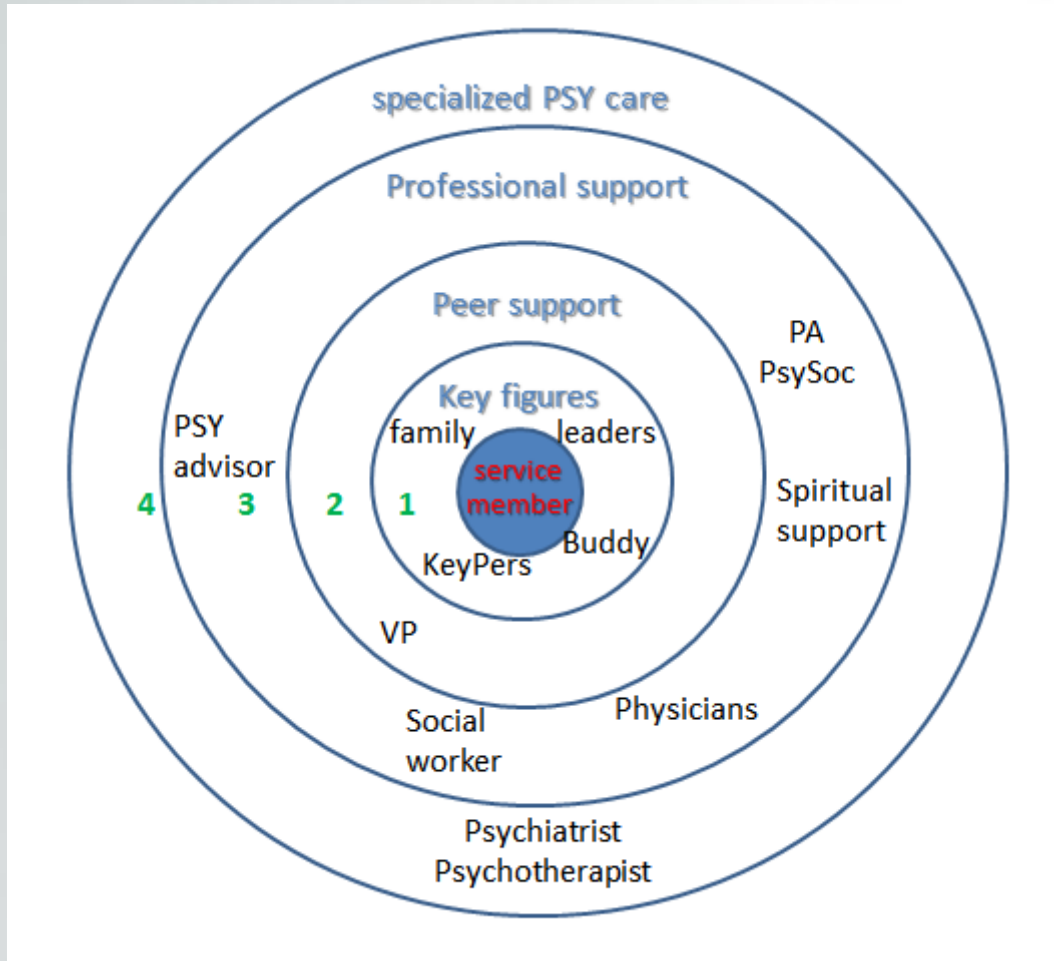 specialized PSY care
Professional support
Peer support
PA
PsySoc
Key figures
family
leaders
PSY
advisor
service
member
4
3
2
1
Spiritual
support
Buddy
KeyPers
VP
Physicians
Social
worker
Psychiatrist
Psychotherapist